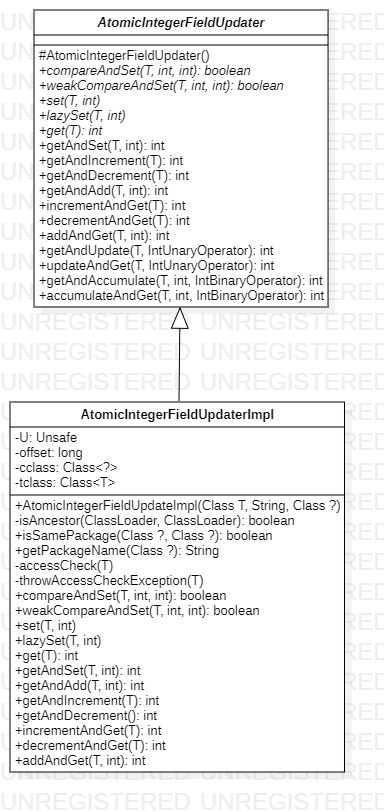 AtomicIntegerFieldUpdater
#AtomicIntegerFieldUpdater()
+compareAndSet(T, int, int): boolean
+weakCompareAndSet(T, int, int): boolean
+set(T, int)
+lazySet(T, int)
+get(T): int
+getAndSet(T, int): int
+getAndIncrement(T): int
+getAndDecrement(T): int
+getAndAdd(T, int): int
+incrementAndGet(T): int
+decrementAndGet(T): int
+addAndGet(T, int): int
+getAndUpdate(T, IntUnaryOperator): int
+updateAndGet(T, IntUnaryOperator): int
+getAndAccumulate(T, int, IntBinaryOperator): int
+accumulateAndGet(T, int, IntBinaryOperator): int
UNREGISTERED UNREGISTERED
UNREGISTERED UNREGISTERED
UNREGISTERED UNREGISTERED
AtomicIntegerFieldUpdaterImpl
-U: Unsafe
-offset: long
-cclass: Class<?>
-tclass: Class<T>
+AtomicIntegerFieldUpdateImpl(Class T, String, Class ?)
-isAncestor(ClassLoader, ClassLoader): boolean
+isSamePackage(Class ?, Class ?): boolean
+getPackageName(Class ?): String
-accessCheck(T)
-throwAccessCheckException(T)
+compareAndSet(T, int, int): boolean
+weakCompareAndSet(T, int, int): boolean
+set(T, int)
+lazySet(T, int)
+get(T): int
+getAndSet(T, int): int
+getAndAdd(T, int): int
+getAndIncrement(T): int
+getAndDecrement(): int
+incrementAndGet(T): int
+decrementAndGet(T): int
+addAndGet(T, int): int
UNREGISTERED UNREGISTERED